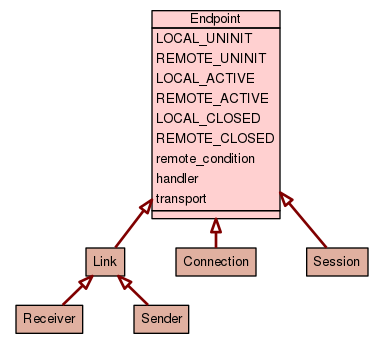 Endpoint
LOCAL_UNINIT
REMOTE_UNINIT
LOCAL_ACTIVE
REMOTE_ACTIVE
LOCAL_CLOSED
REMOTE_CLOSED
remote_condition
handler
transport
Link
Connection
Session
Receiver
Sender